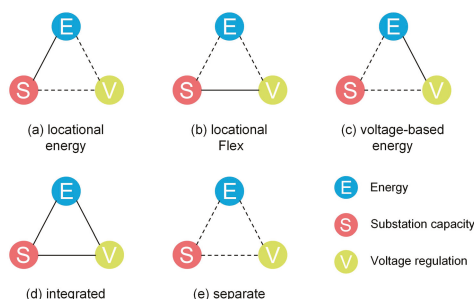 E
S
V
(a) locational
energy
E
S
V
(b) locational
Flex
E
S
V
(c) voltage-based
energy
E
S
V
(d) integrated
E
S
V
(e) separate
E Energy
S Substation capacity
V Voltage regulation